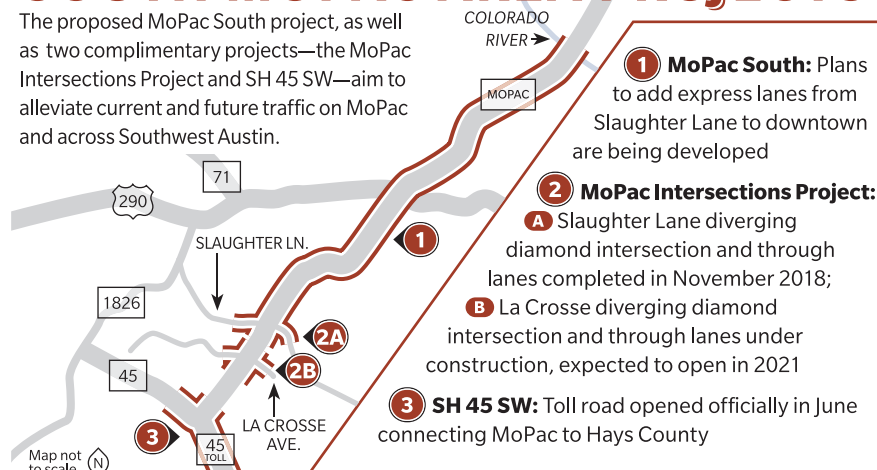 The proposed MoPac South project, as well
as two complimentary projects—the MoPac
Intersections Project and SH 45 SW—aim to
alleviate current and future traffic on MoPac
and across Southwest Austin.
COLORADO
RIVER
MOPAC
71
290
SLAUGHTER LN.
1
1826
2A
2B
45
3
45
TOLL
LA CROSSE
AVE.
Map not
to scale
N
1 MoPac South: Plans
to add express lanes from
Slaughter Lane to downtown
are being developed
2 MoPac Intersections Project:
A Slaughter Lane diverging
diamond intersection and through
lanes completed in November 2018;
B La Crosse diverging diamond
intersection and through lanes under
construction, expected to open in 2021
3 SH 45 SW: Toll road opened officially in June
connecting MoPac to Hays County